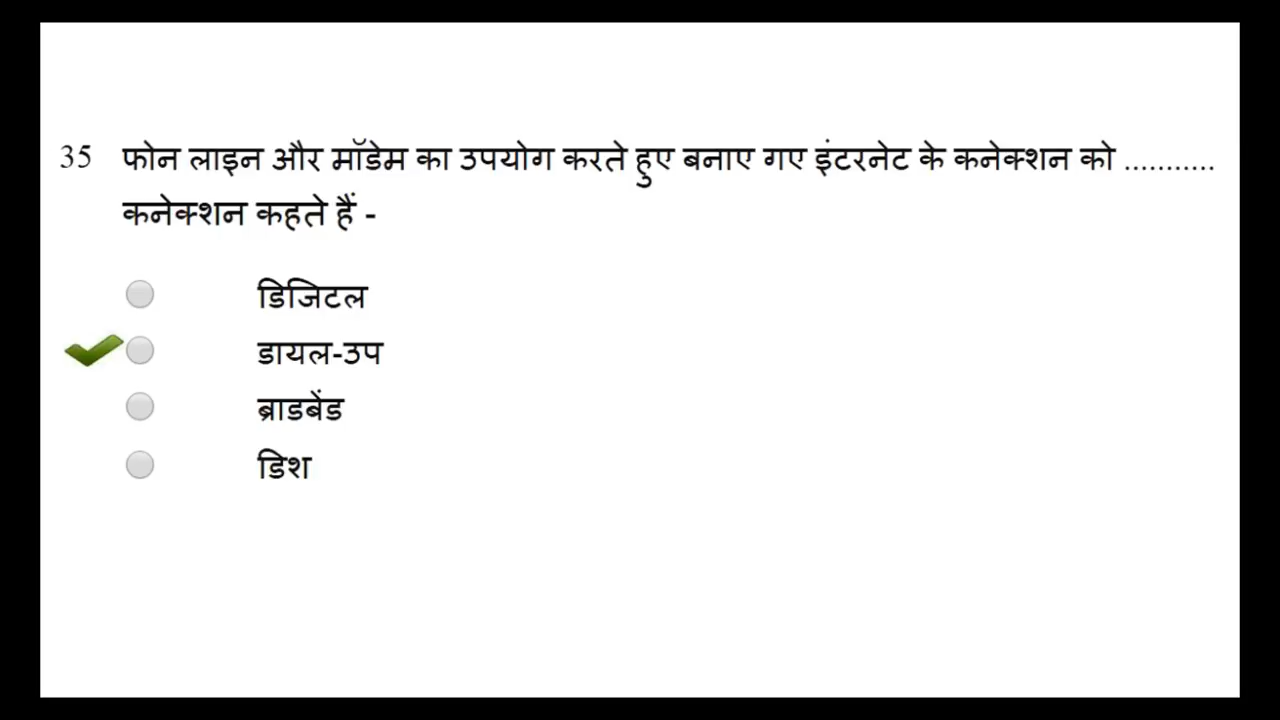 35 फोन लाइन और मॉडेम का उपयोग करते हुए बनाए गए इंटरनेट के कनेक्शन को ...........
कनेक्शन कहते हैं -
डिजिटल
डायल-उप
ब्राडबेंड
डिश